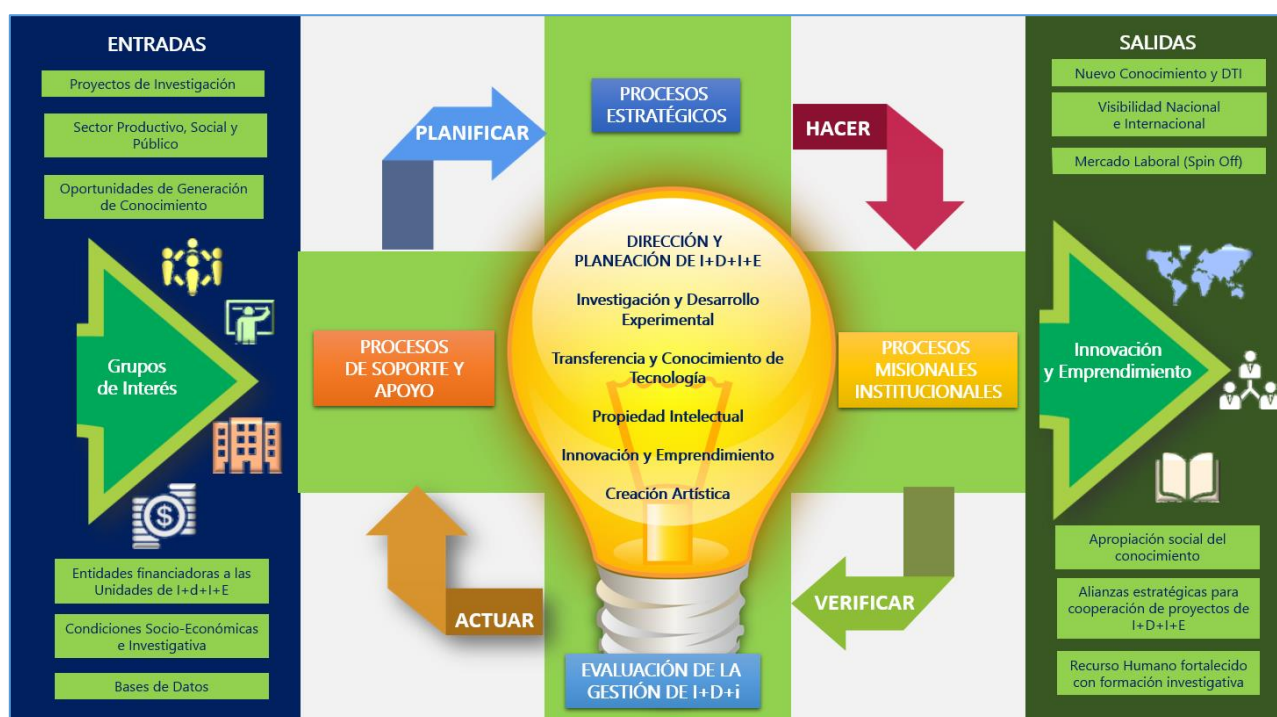 ENTRADAS
Proyectos de Investigación
Sector Productivo, Social y
Público
Oportunidades de Generación
de Conocimiento
Grupos
de Interés
Entidades financiadoras a las
Unidades de I+d+I+E
Condiciones Socio-Económicas
e Investigativa
Bases de Datos
PLANIFICAR
PROCESOS
ESTRATÉGICOS
HACER
PROCESOS
DE SOPORTE Y
APOYO
DIRECCIÓN Y
PLANEACIÓN DE I+D+I+E
Investigación y Desarrollo
Experimental
Transferencia y Conocimiento de
Tecnología
Propiedad Intelectual
Innovación y Emprendimiento
Creación Artística
PROCESOS
MISIONALES
INSTITUCIONALES
ACTUAR
VERIFICAR
EVALUACIÓN DE LA
GESTIÓN DE I+D+i
SALIDAS
Nuevo Conocimiento y DTI
Visibilidad Nacional
e Internacional
Mercado Laboral (Spin Off)
Innovación
y Emprendimiento
Apropiación social del
conocimiento
Alianzas estratégicas para
cooperación de proyectos de
I+D+I+E
Recurso Humano fortalecido
con formación investigativa
$